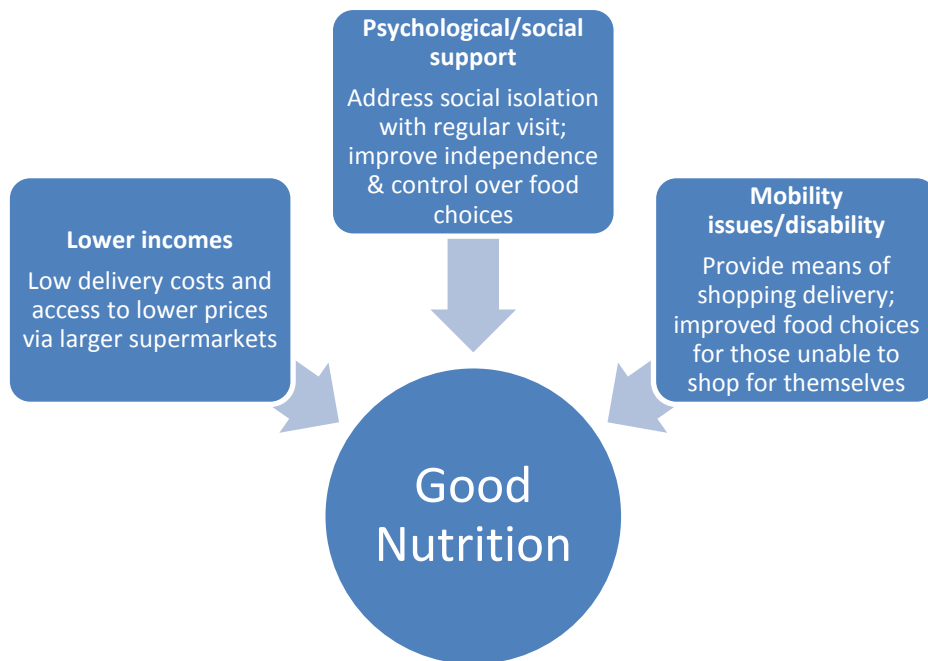 Lower incomes
Low delivery costs and
access to lower prices
via larger supermarkets
Psychological/social
support
Address social isolation
with regular visit;
improve independence
& control over food
choices
Mobility
issues/disability
Provide means of
shopping delivery;
improved food choices
for those unable to
shop for themselves
Good
Nutrition